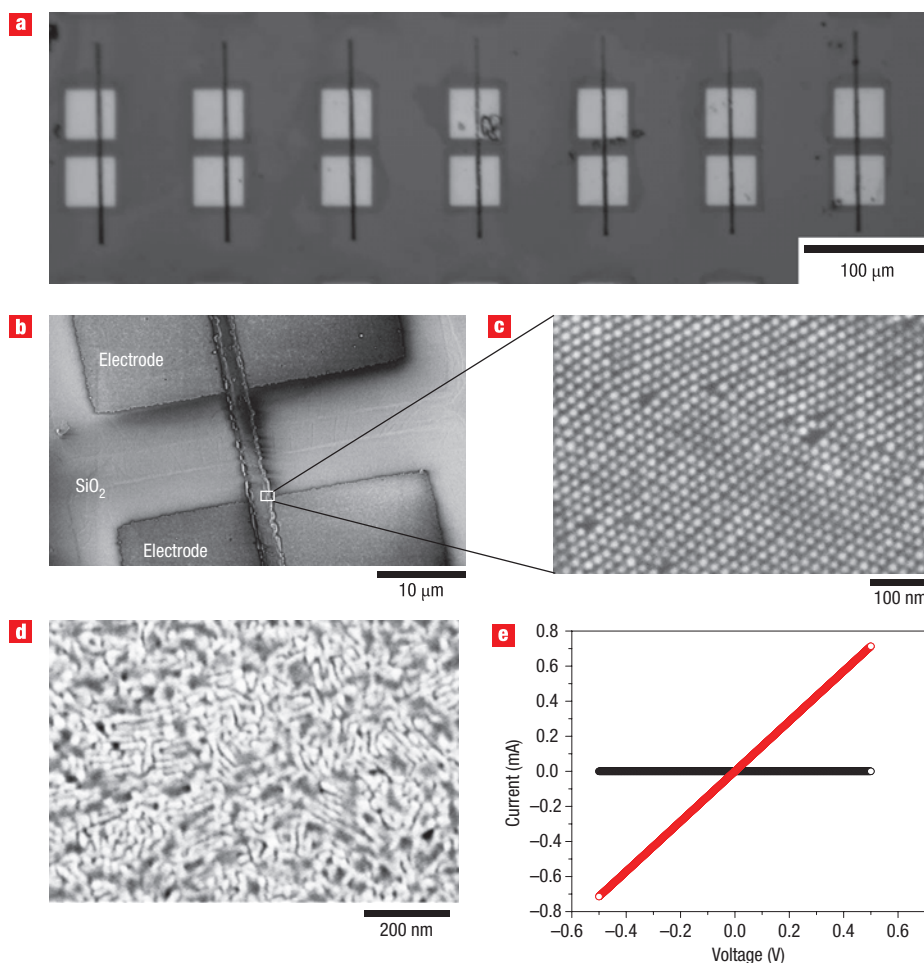 a
100 μm
b
c
Electrode
SiO₂
Electrode
10 μm
100 nm
d
e
200 nm
0.8
0.6
0.4
0.2
0.0
–0.2
–0.4
–0.6
–0.8
Current (mA)
–0.6 –0.4 –0.2 0.0 0.2 0.4 0.6
Voltage (V)